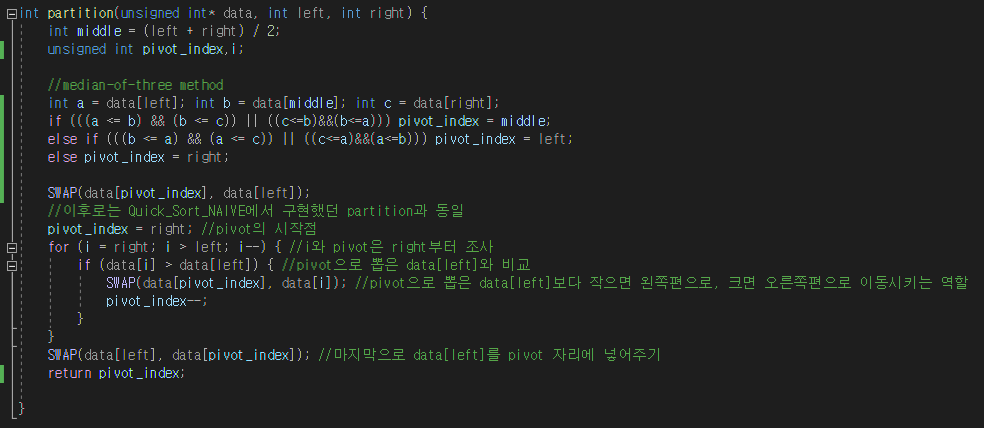 int partition(unsigned int* data, int left, int right) {
    int middle = (left + right) / 2;
    unsigned int pivot_index,i;
    //median-of-three method
    int a = data[left]; int b = data[middle]; int c = data[right];
    if (((a <= b) && (b <= c)) || ((c<=b)&&(b<=a))) pivot_index = middle;
    else if (((b <= a) && (a <= c)) || ((c<=a)&&(a<=b))) pivot_index = left;
    else pivot_index = right;
    SWAP(data[pivot_index], data[left]);
    //이후로는 Quick_Sort_NAIVE에서 구현했던 partition과 동일
    pivot_index = right; //pivot의 시작점
    for (i = right; i > left; i--) { //i와 pivot은 right부터 조사
        if (data[i] > data[left]) { //pivot으로 뽑은 data[left]와 비교
            SWAP(data[pivot_index], data[i]); //pivot으로 뽑은 data[left]보다 작으면 왼쪽편으로, 크면 오른쪽편으로 이동시키는 역할
            pivot_index--;
        }
    }
    SWAP(data[left], data[pivot_index]); //마지막으로 data[left]를 pivot 자리에 넣어주기
    return pivot_index;
}